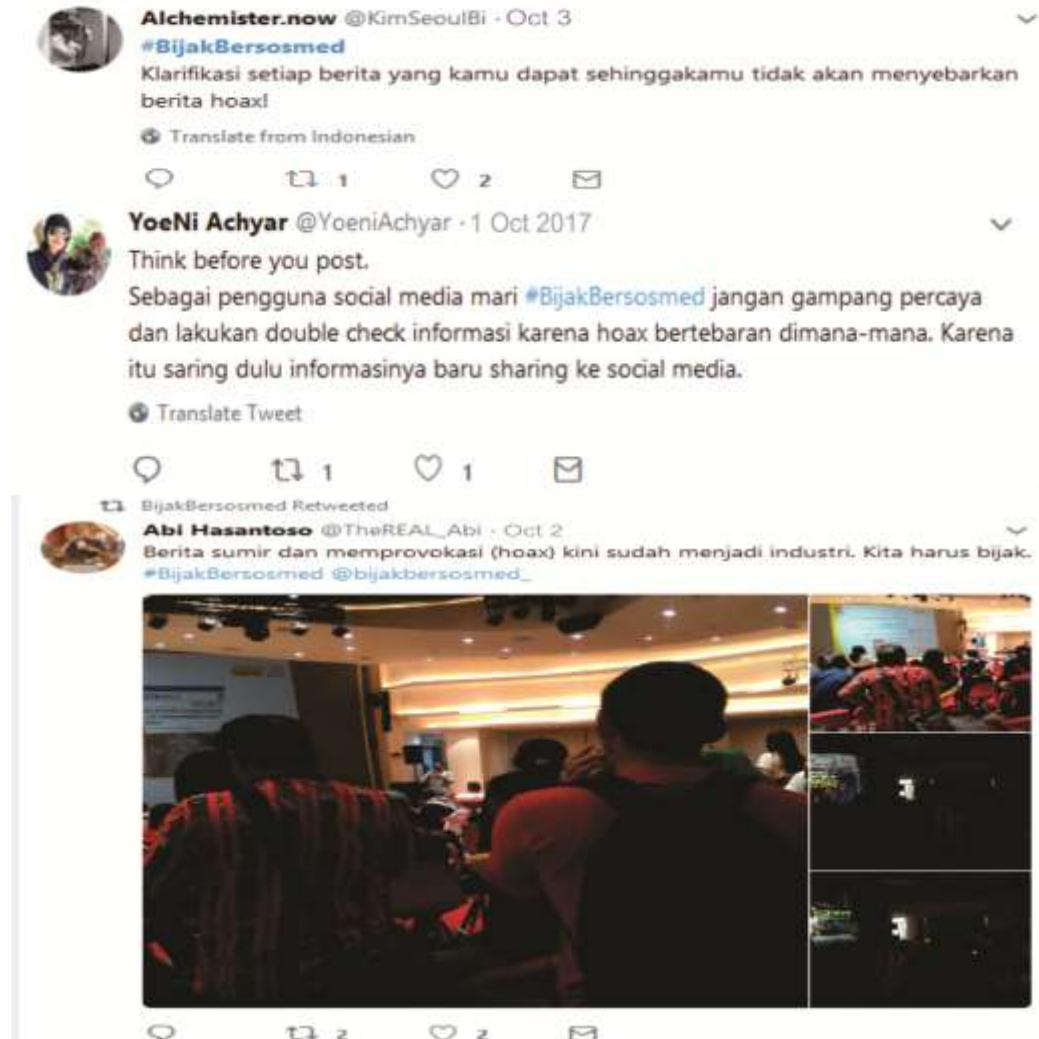 Alchemister.now @KimSeoulBi · Oct 3
#BijakBersosmed
Klarifikasi setiap berita yang kamu dapat sehinggakamu tidak akan menyebarkan
berita hoax!
Translate from Indonesian
1 2
YoeNi Achyar @YoeniAchyar · 1 Oct 2017
Think before you post.
Sebagai pengguna social media mari #BijakBersosmed jangan gampang percaya
dan lakukan double check informasi karena hoax bertebaran dimana-mana. Karena
itu saring dulu informasinya baru sharing ke social media.
Translate Tweet
1 1
BijakBersosmed Retweeted
Abi Hasantoso @TheREAL_Abi · Oct 2
Berita sumir dan memprovokasi (hoax) kini sudah menjadi industri. Kita harus bijak.
#BijakBersosmed @bijakbersosmed_
2 2